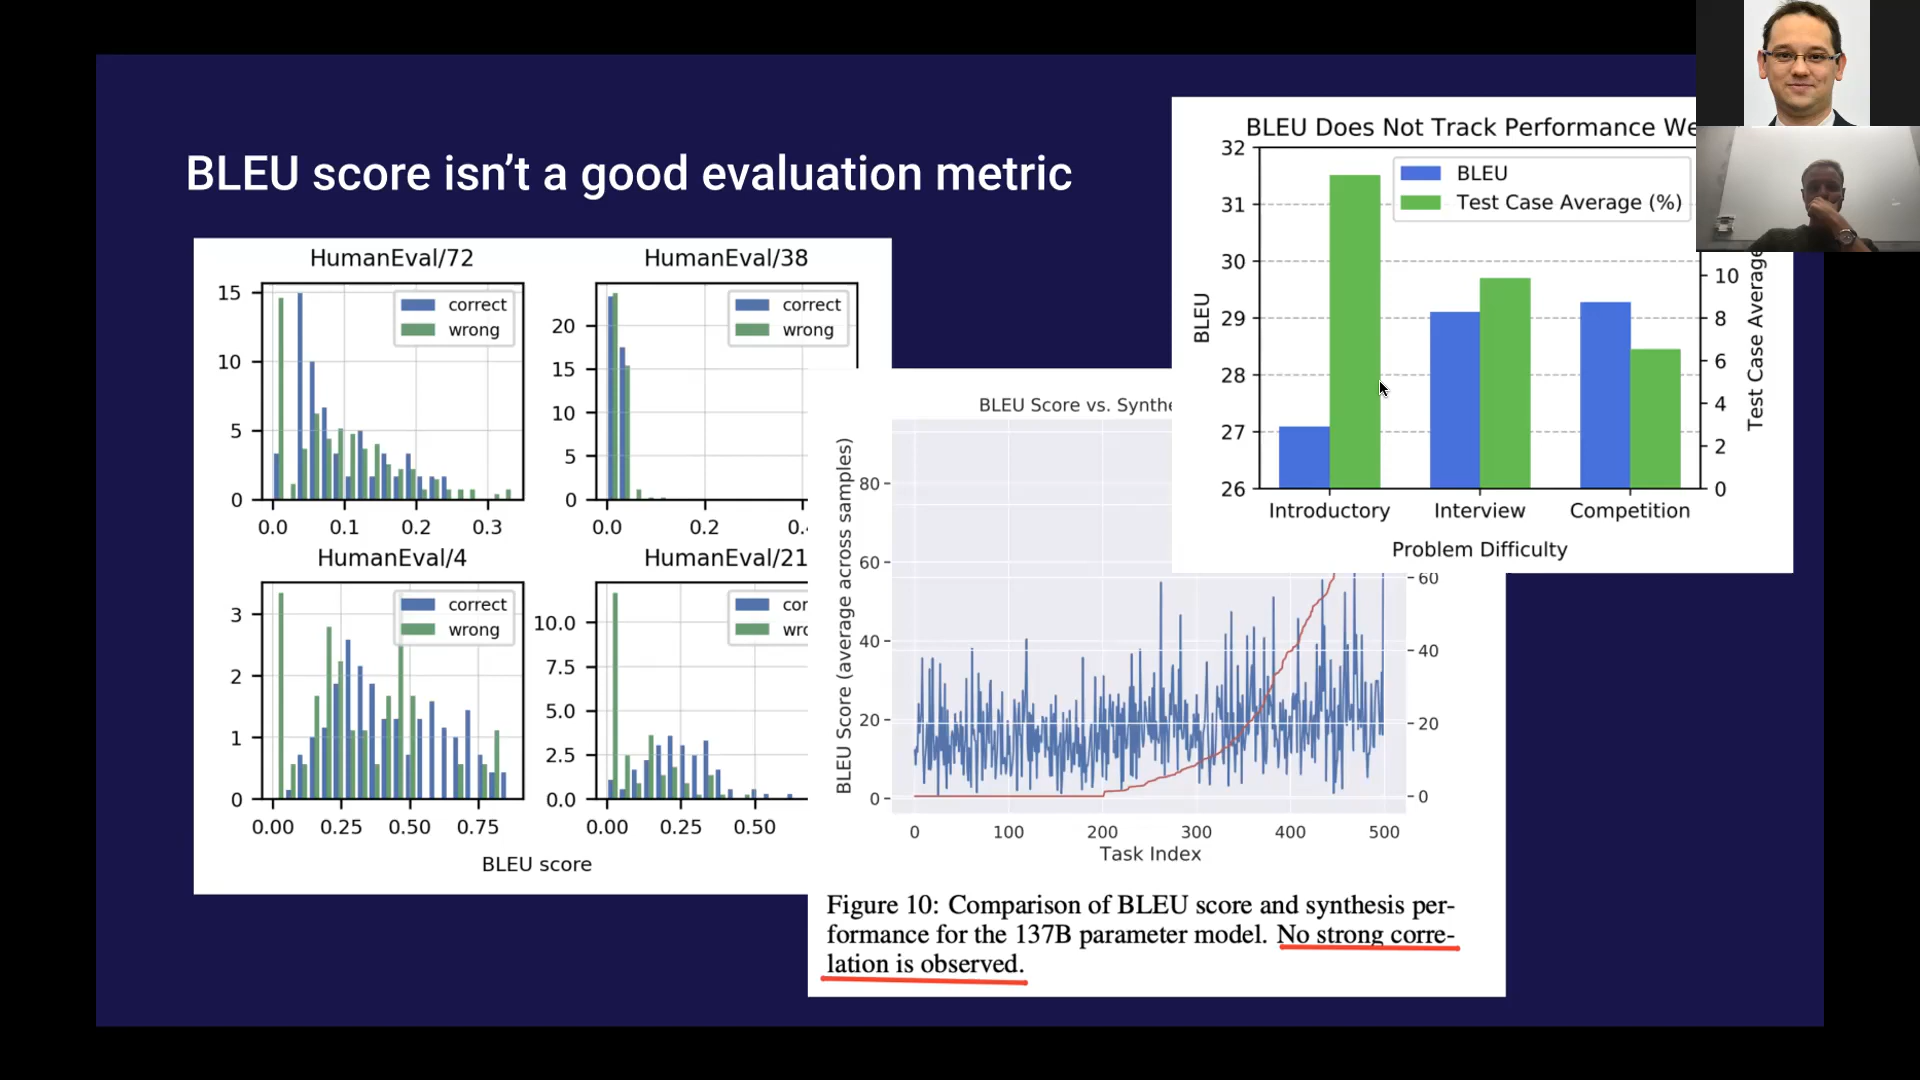 BLEU score isn’t a good evaluation metric
HumanEval/72
correct
wrong
15
10
5
0
0.0 0.1 0.2 0.3
HumanEval/38
correct
wrong
20
15
10
5
0
0.0 0.2
HumanEval/4
correct
wrong
3
2
1
0
0.00 0.25 0.50 0.75
HumanEval/21
10.0
7.5
5.0
2.5
0.0
0.00 0.25 0.50
BLEU score
BLEU Score vs.
BLEU Score (average across samples)
80
60
40
20
0
60
40
20
0
0 100 200 300 400 500
Task Index
Figure 10: Comparison of BLEU score and synthesis per-
formance for the 137B parameter model. No strong corre-
lation is observed.
BLEU Does Not Track Performance
BLEU
Test Case Average (%)
32
31
30
29
28
27
26
BLEU
10
8
6
4
2
0
Test Case Average
Introductory Interview Competition
Problem Difficulty